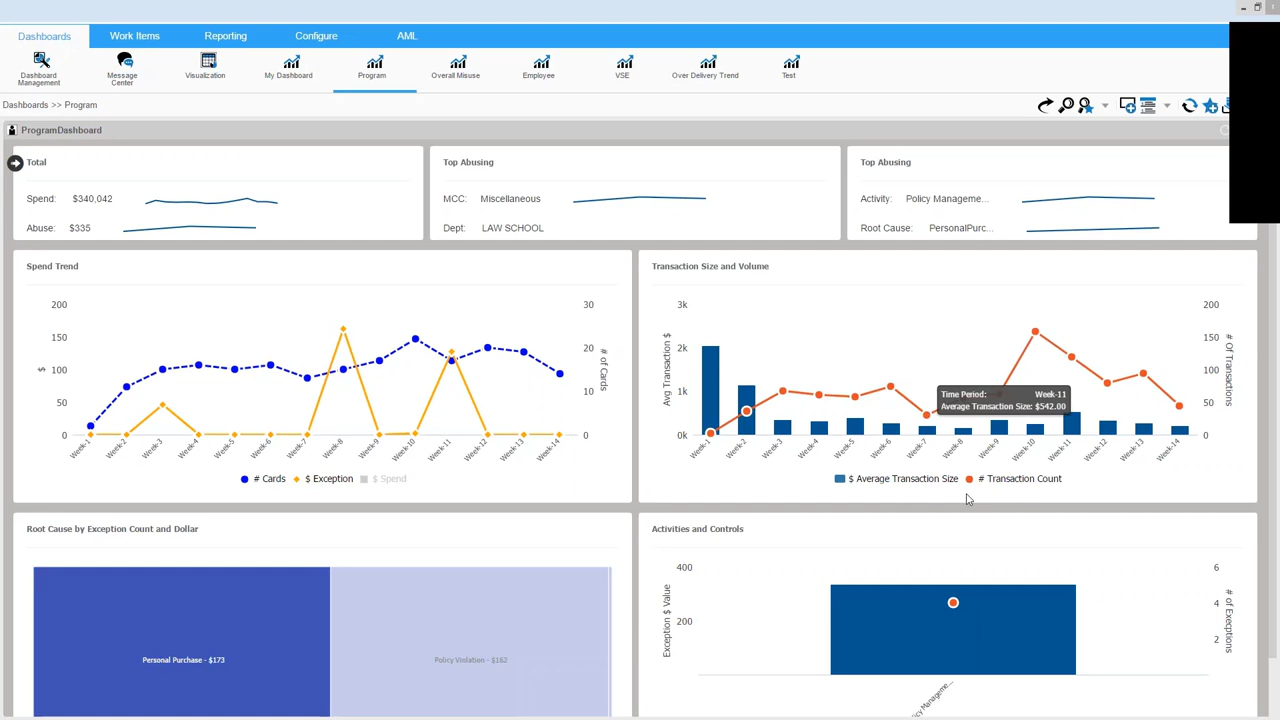 Dashboards Work Items Reporting Configure AML
Dashboard Management
Message Center
Visualization
My Dashboard
Program
Overall Misuse
Employee
VSE
Over Delivery Trend
Test
Dashboards >> Program
ProgramDashboard
Total
Spend: $340,042
Abuse: $335
Top Abusing
MCC: Miscellaneous
Dept: LAW SCHOOL
Top Abusing
Activity: Policy Manageme...
Root Cause: PersonalPurc...
Spend Trend
200 30
150
20
100
10
50
0 0
$
# of Cards
Week-1 Week-2 Week-3 Week-4 Week-5 Week-6 Week-7 Week-8 Week-9 Week-10 Week-11 Week-12 Week-13 Week-14
# Cards $ Exception $ Spend
Transaction Size and Volume
3k 200
150
2k
100
1k
50
0k 0
Avg Transaction $
# Of Transactions
Time Period: Week-11
Average Transaction Size: $542.00
Week-1 Week-2 Week-3 Week-4 Week-5 Week-6 Week-7 Week-8 Week-9 Week-10 Week-11 Week-12 Week-13 Week-14
$ Average Transaction Size # Transaction Count
Root Cause by Exception Count and Dollar
Personal Purchase - $173
Policy Violation - $162
Activities and Controls
400 6
4
200
2
Exception $ Value
# of Execptions